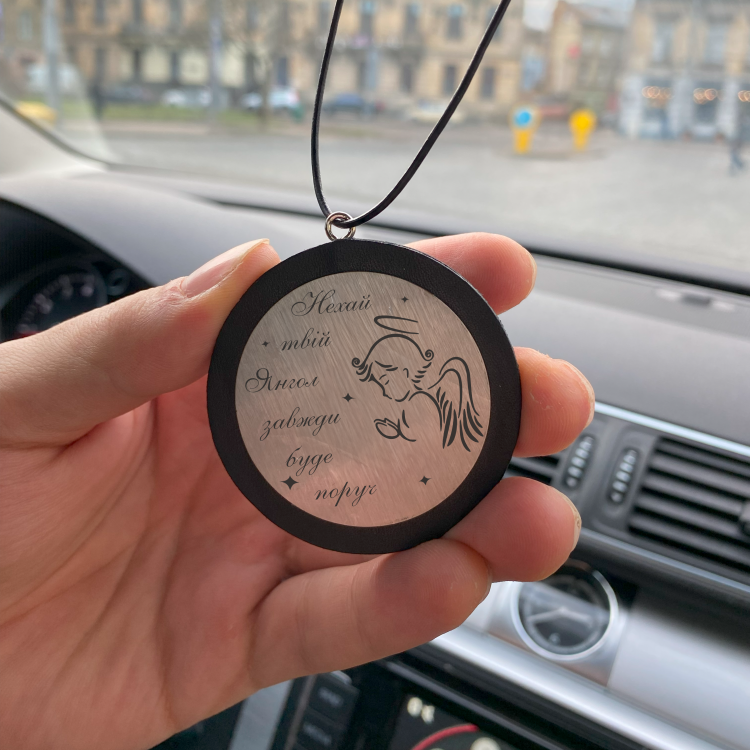 Нехай
твій
Янгол
завжди
буде
поруч